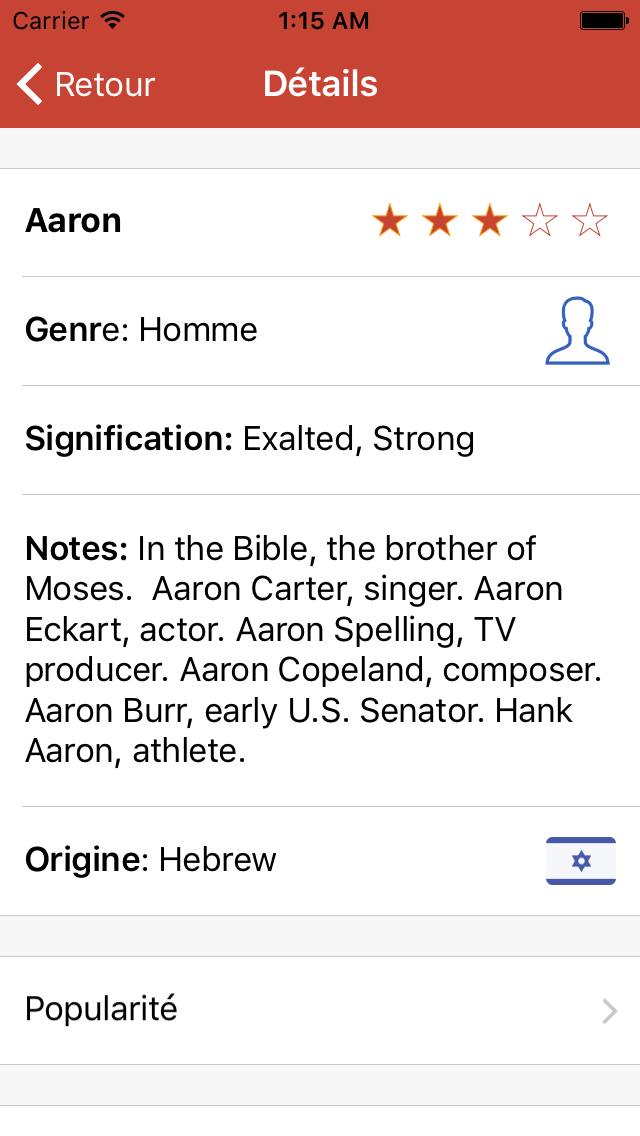 Carrier 1:15 AM
Retour Détails
Aaron
Genre: Homme
Signification: Exalted, Strong
Notes: In the Bible, the brother of
Moses.  Aaron Carter, singer. Aaron
Eckart, actor. Aaron Spelling, TV
producer. Aaron Copeland, composer.
Aaron Burr, early U.S. Senator. Hank
Aaron, athlete.
Origine: Hebrew
Popularité